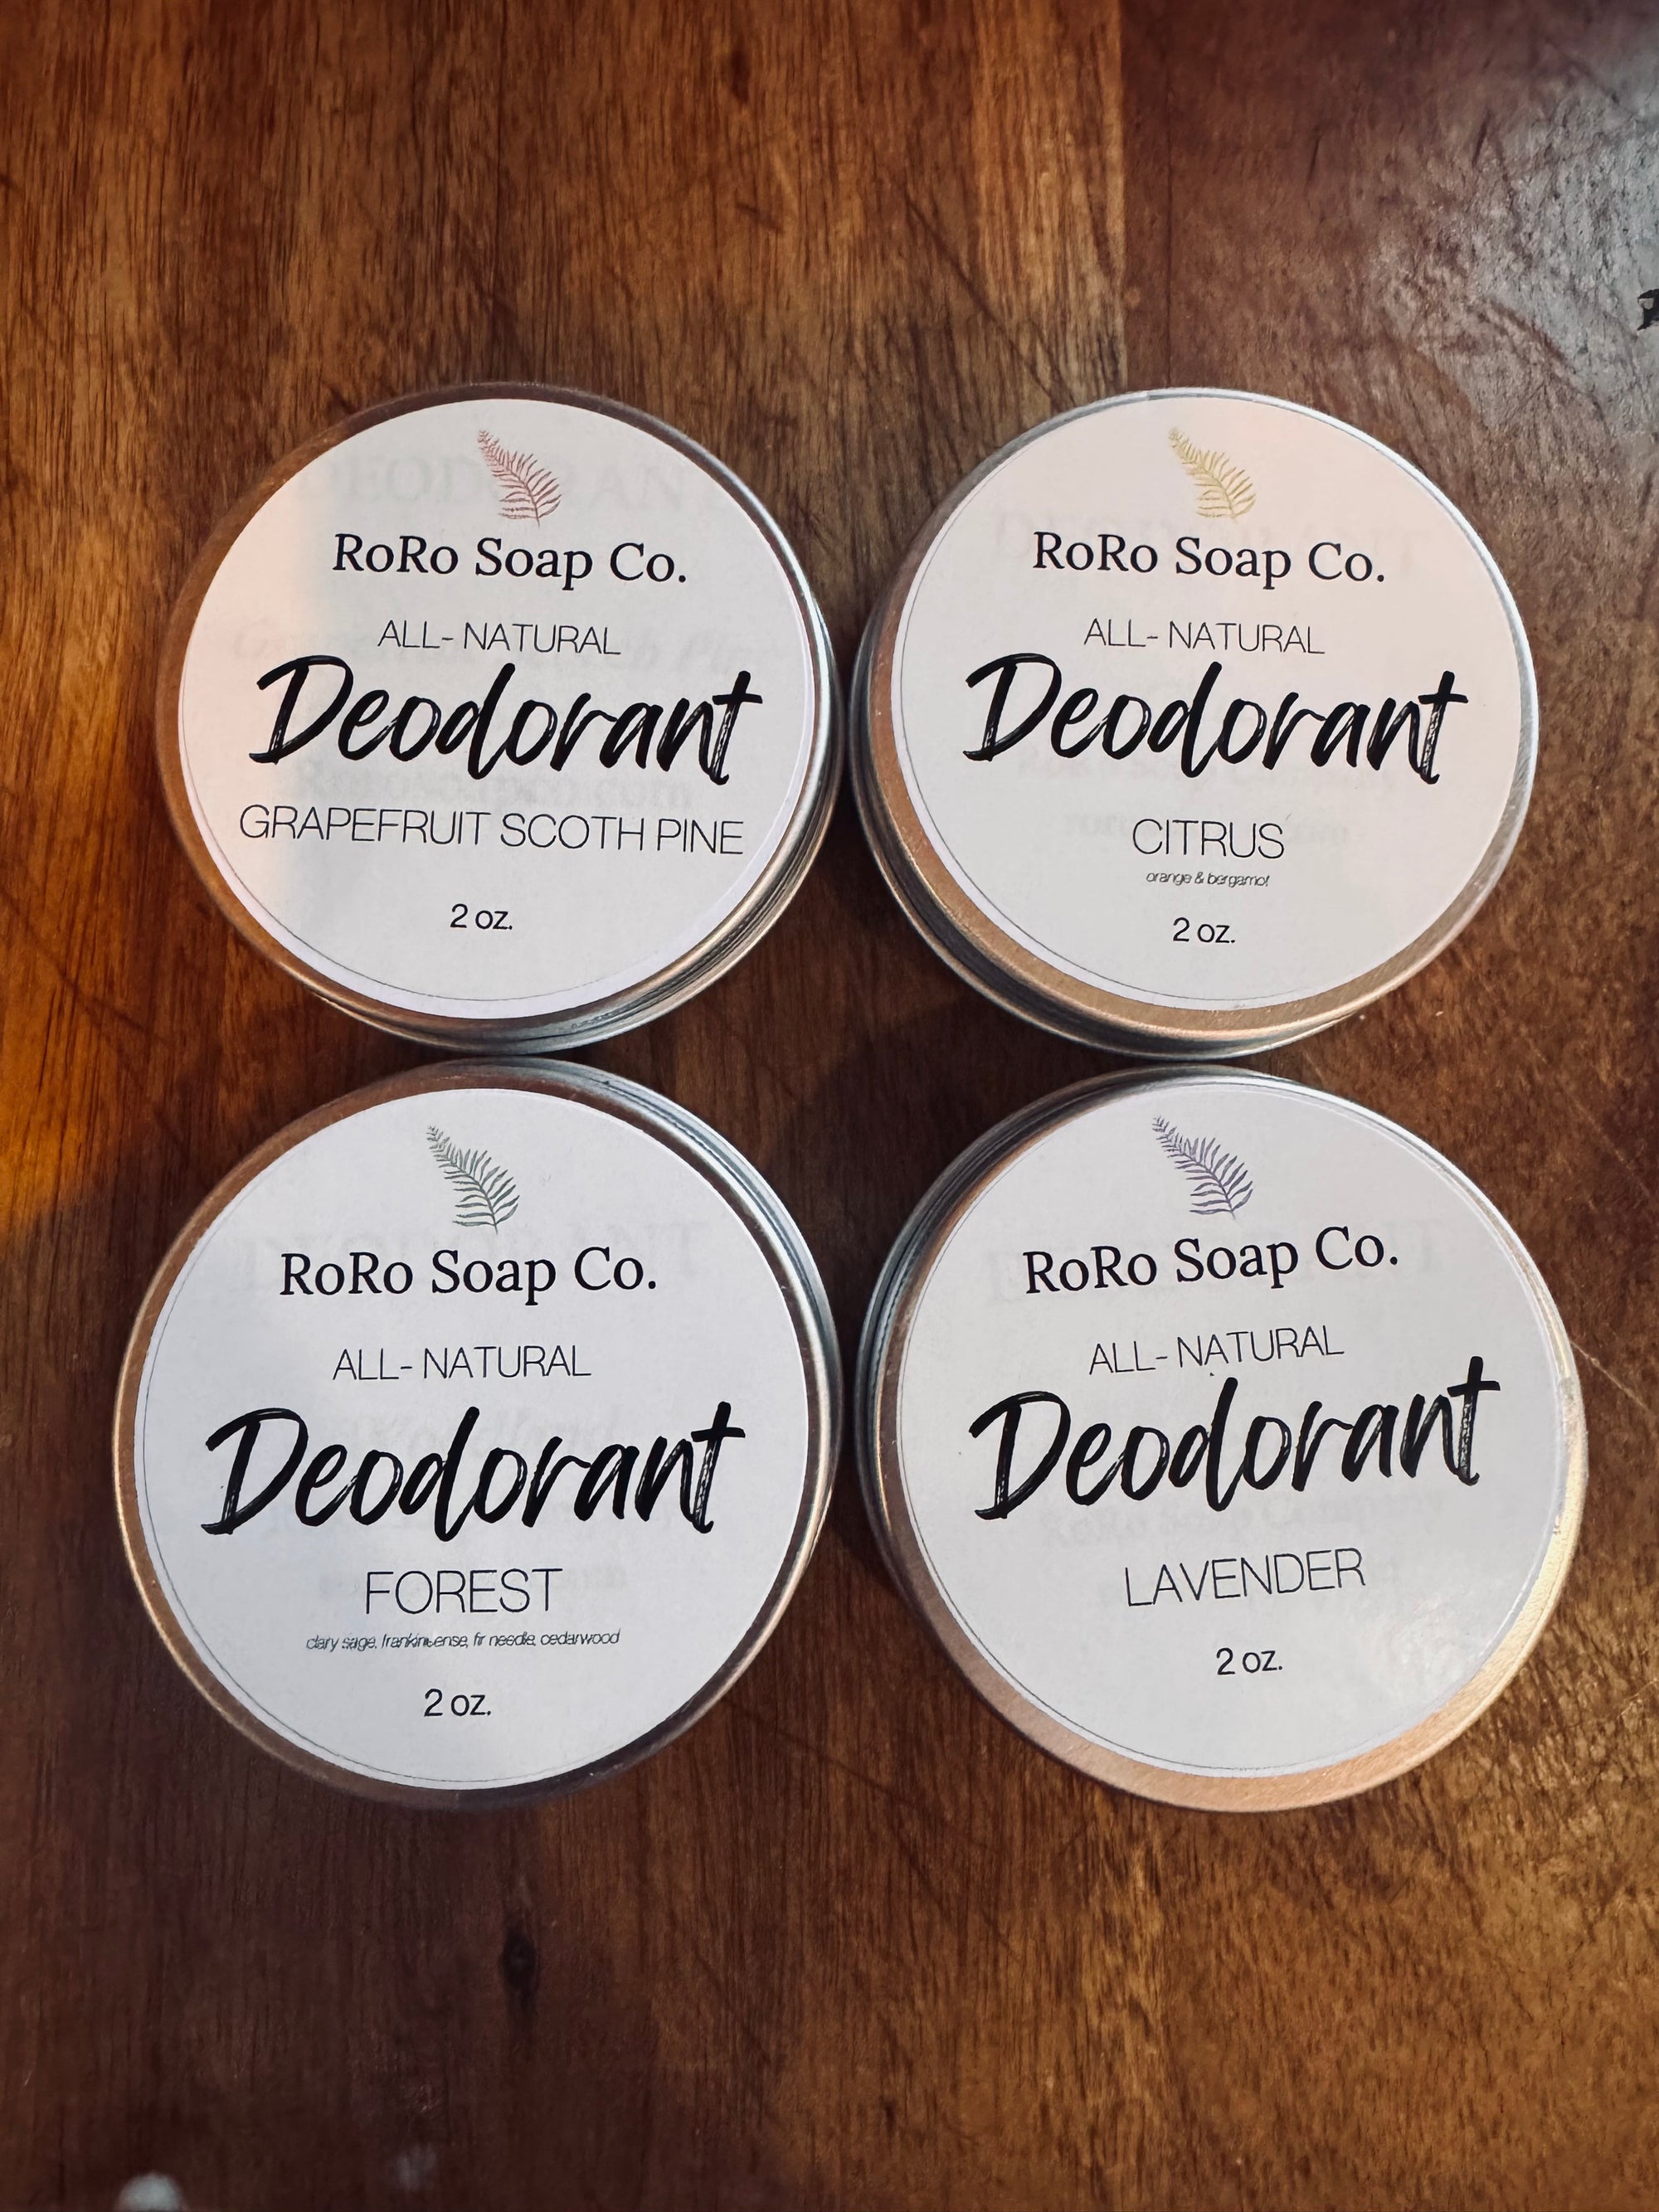 RoRo Soap Co.
ALL- NATURAL
Deodorant
GRAPEFRUIT SCOTH PINE
2 oz.
RoRo Soap Co.
ALL- NATURAL
Deodorant
CITRUS
orange & bergamot
2 oz.
RoRo Soap Co.
ALL- NATURAL
Deodorant
FOREST
clary sage, frankincense, fir needle, cedarwood
2 oz.
RoRo Soap Co.
ALL- NATURAL
Deodorant
LAVENDER
2 oz.